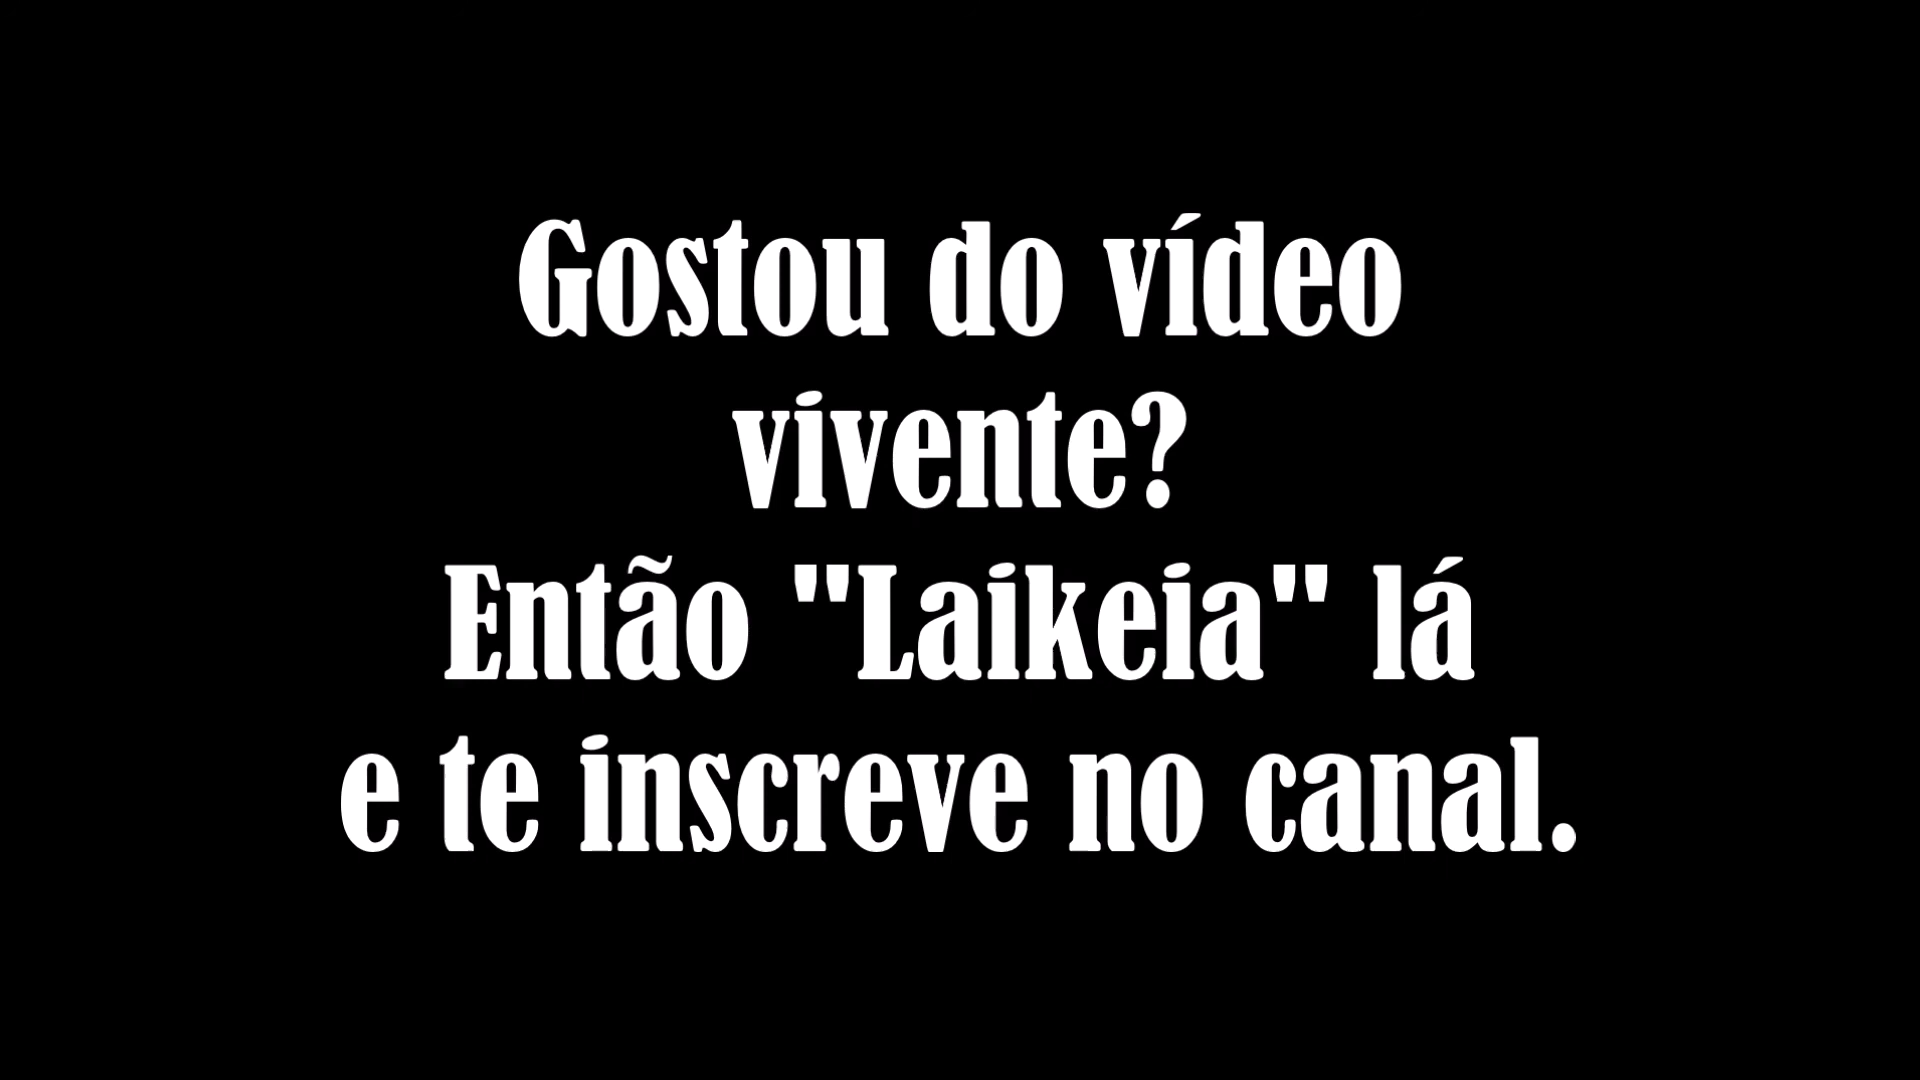 Gostou do vídeo
vivente?
Então "Laikeia" lá
e te inscreve no canal.